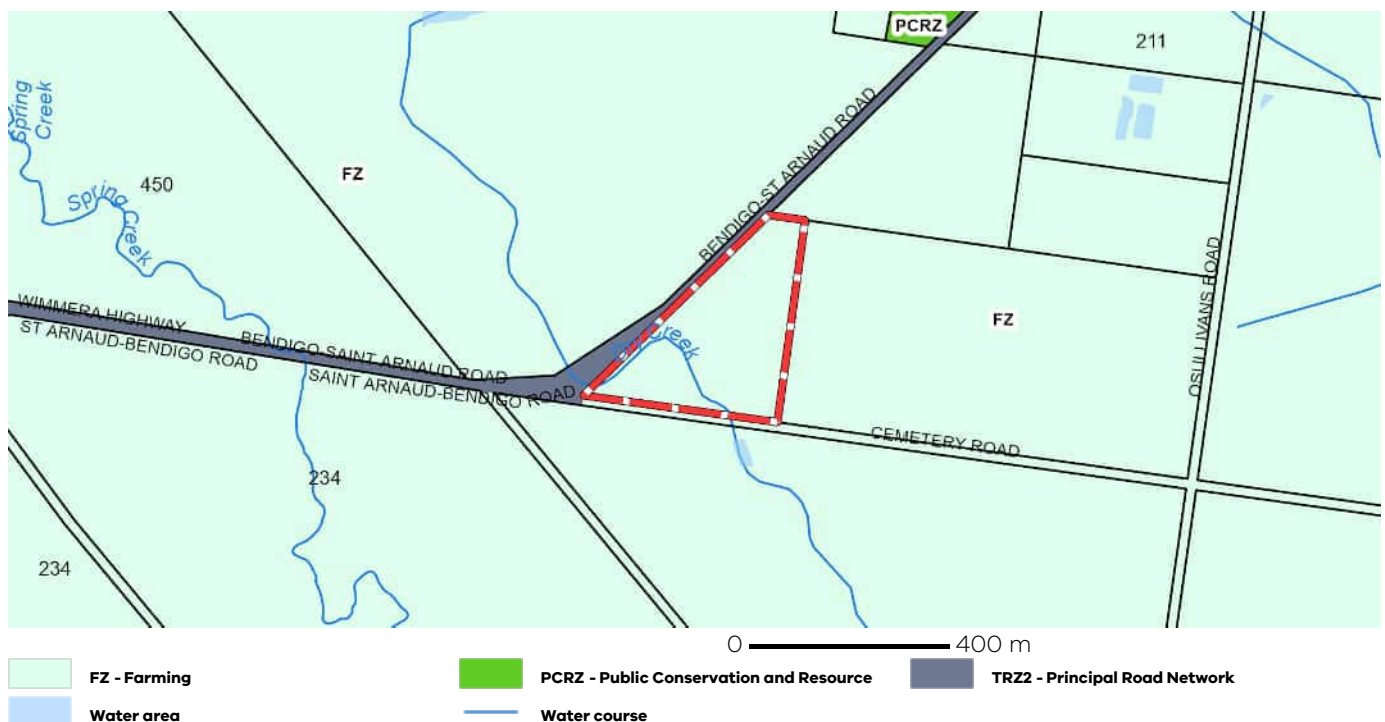 PCRZ
211
Spring
Creek
BENDIGO-ST ARNAUD ROAD
FZ
450
Spring Creek
OSULLIVANS ROAD
WIMMERA HIGHWAY
ST ARNAUD-BENDIGO ROAD
BENDIGO-SAINT ARNAUD ROAD
SAINT ARNAUD-BENDIGO ROAD
Creek
FZ
CEMETERY ROAD
234
234
0 400 m
FZ - Farming
PCRZ - Public Conservation and Resource
TRZ2 - Principal Road Network
Water area
Water course